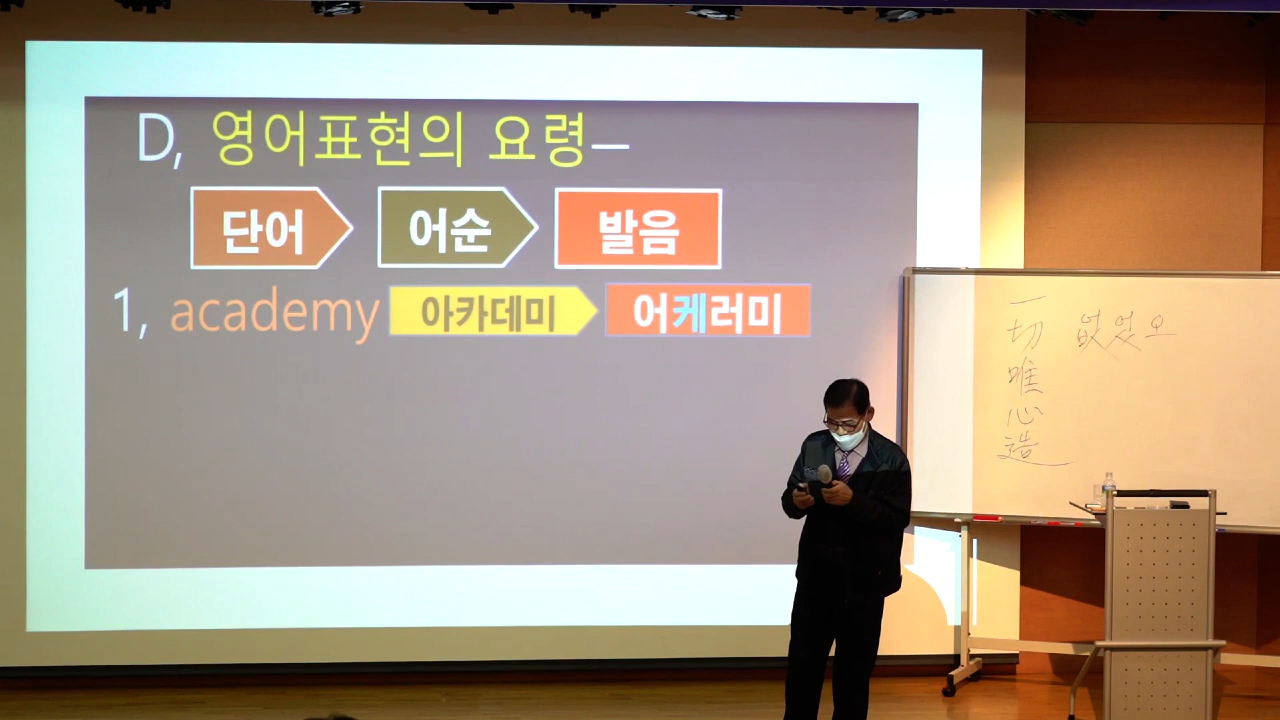 D, 영어표현의 요령–
단어 어순 발음
1, academy 아카데미 어케러미
一切唯心造
없었오